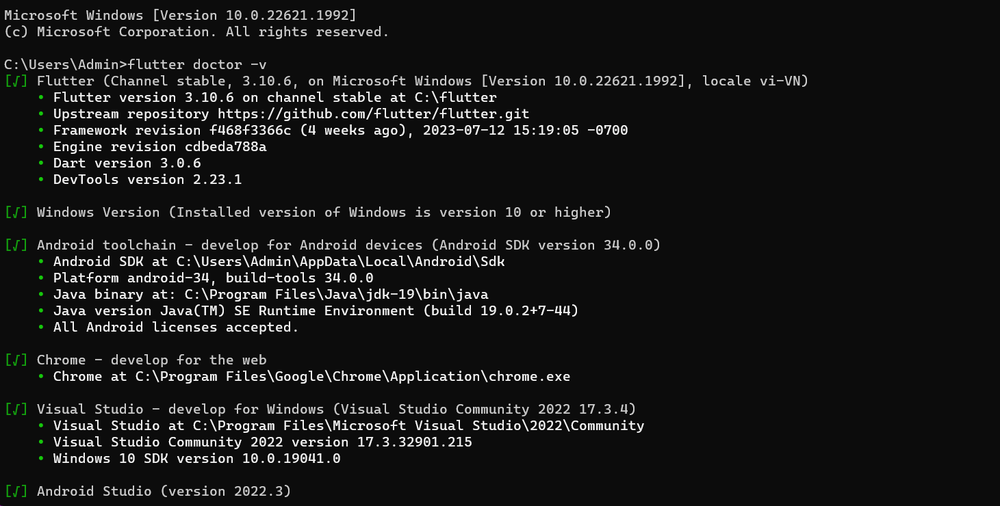 Microsoft Windows [Version 10.0.22621.1992]
(c) Microsoft Corporation. All rights reserved.
C:\Users\Admin>flutter doctor -v
[√] Flutter (Channel stable, 3.10.6, on Microsoft Windows [Version 10.0.22621.1992], locale vi-VN)
• Flutter version 3.10.6 on channel stable at C:\flutter
• Upstream repository https://github.com/flutter/flutter.git
• Framework revision f468f3366c (4 weeks ago), 2023-07-12 15:19:05 -0700
• Engine revision cdbeda788a
• Dart version 3.0.6
• DevTools version 2.23.1
[√] Windows Version (Installed version of Windows is version 10 or higher)
[√] Android toolchain - develop for Android devices (Android SDK version 34.0.0)
• Android SDK at C:\Users\Admin\AppData\Local\Android\Sdk
• Platform android-34, build-tools 34.0.0
• Java binary at: C:\Program Files\Java\jdk-19\bin\java
• Java version Java(TM) SE Runtime Environment (build 19.0.2+7-44)
• All Android licenses accepted.
[√] Chrome - develop for the web
• Chrome at C:\Program Files\Google\Chrome\Application\chrome.exe
[√] Visual Studio - develop for Windows (Visual Studio Community 2022 17.3.4)
• Visual Studio at C:\Program Files\Microsoft Visual Studio\2022\Community
• Visual Studio Community 2022 version 17.3.32901.215
• Windows 10 SDK version 10.0.19041.0
[√] Android Studio (version 2022.3)